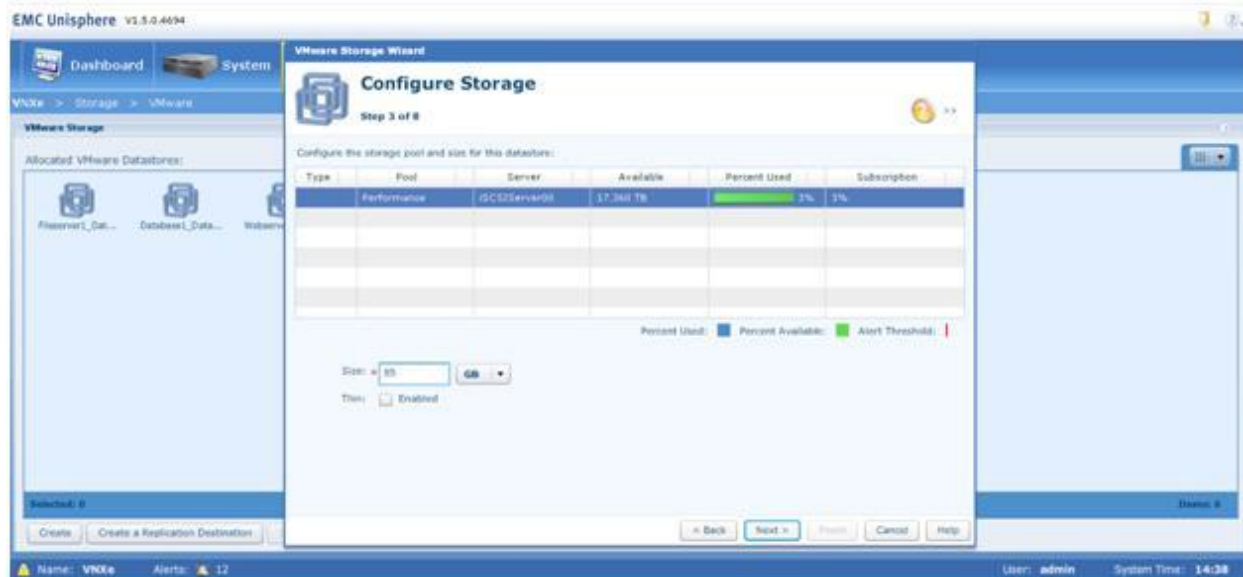 EMC Unisphere v1.5.0.4694
Dashboard
System
VNXe > Storage > VMware
VMware Storage
Allocated VMware Datastores:
Fileserver1_Dat...
Database1_Data...
VMware Storage Wizard
Configure Storage
Step 3 of 8
>>
Configure the storage pool and size for this datastore:
Type Pool Server Available Percent Used Subscription
Performance 3% 3%
Percent Used: Percent Available: Alert Threshold:
Size: GB
Thin: Enabled
< Back Next > Finish Cancel Help
Selected: 0
Create Create a Replication Destination
Name: VNXe Alerts: 12 User: admin System Time: 14:38